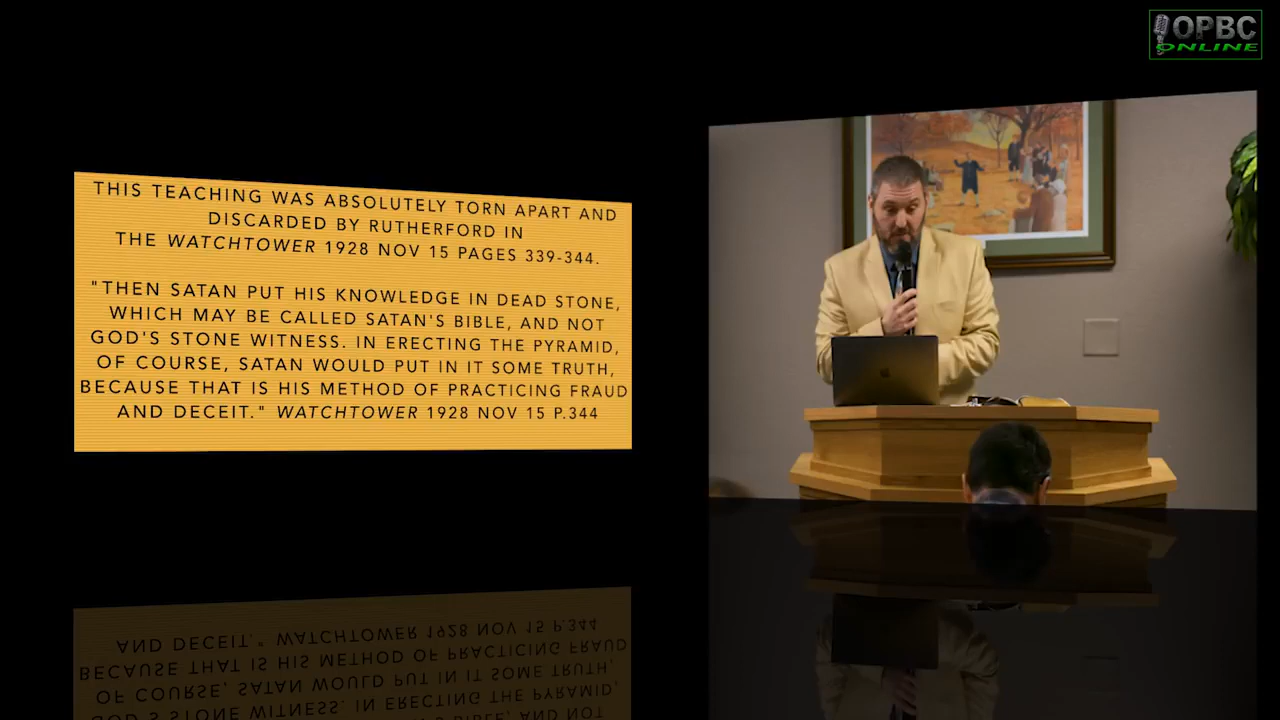 OPBC
ONLINE
THIS TEACHING WAS ABSOLUTELY TORN APART AND
DISCARDED BY RUTHERFORD IN
THE WATCHTOWER 1928 NOV 15 PAGES 339-344.
"THEN SATAN PUT HIS KNOWLEDGE IN DEAD STONE,
WHICH MAY BE CALLED SATAN'S BIBLE, AND NOT
GOD'S STONE WITNESS. IN ERECTING THE PYRAMID,
OF COURSE, SATAN WOULD PUT IN IT SOME TRUTH,
BECAUSE THAT IS HIS METHOD OF PRACTICING FRAUD
AND DECEIT." WATCHTOWER 1928 NOV 15 P.344